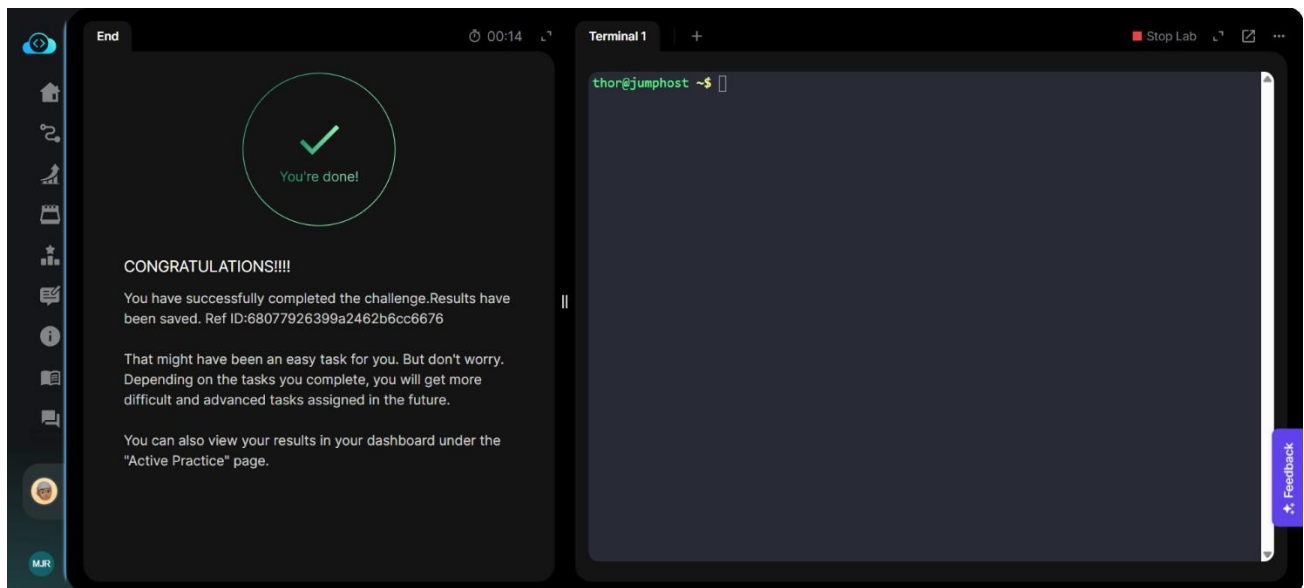 End
00:14
You're done!
CONGRATULATIONS!!!!
You have successfully completed the challenge.Results have
been saved. Ref ID:68077926399a2462b6cc6676
That might have been an easy task for you. But don't worry.
Depending on the tasks you complete, you will get more
difficult and advanced tasks assigned in the future.
You can also view your results in your dashboard under the
"Active Practice" page.
Terminal 1
Stop Lab
thor@jumphost ~$
Feedback
MJR